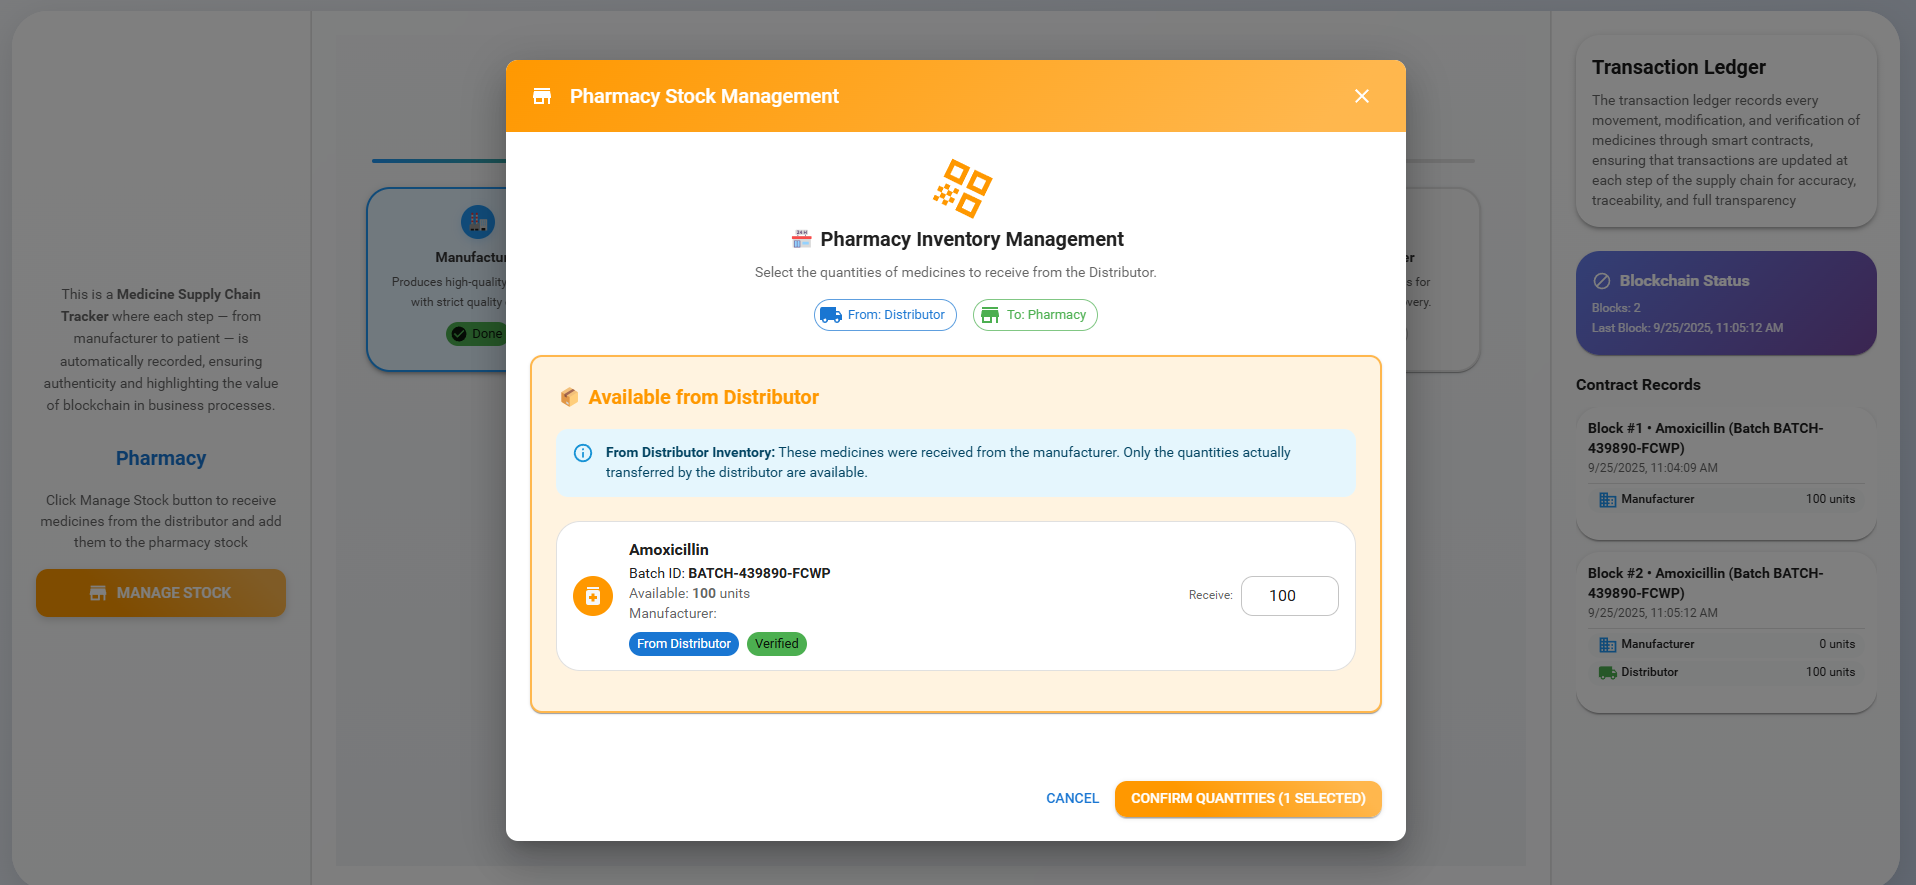 This is a Medicine Supply Chain
Tracker where each step — from
manufacturer to patient — is
automatically recorded, ensuring
authenticity and highlighting the value
of blockchain in business processes.
Pharmacy
Click Manage Stock button to receive
medicines from the distributor and add
them to the pharmacy stock
MANAGE STOCK
Produces high-quality
with strict quality
Done
Pharmacy Stock Management
Pharmacy Inventory Management
Select the quantities of medicines to receive from the Distributor.
From: Distributor
To: Pharmacy
Available from Distributor
From Distributor Inventory: These medicines were received from the manufacturer. Only the quantities actually
transferred by the distributor are available.
Amoxicillin
Batch ID: BATCH-439890-FCWP
Available: 100 units
Manufacturer:
From Distributor
Verified
Receive:
100
CANCEL
CONFIRM QUANTITIES (1 SELECTED)
Transaction Ledger
The transaction ledger records every
movement, modification, and verification of
medicines through smart contracts,
ensuring that transactions are updated at
each step of the supply chain for accuracy,
traceability, and full transparency
Blockchain Status
Blocks: 2
Last Block: 9/25/2025, 11:05:12 AM
Contract Records
Block #1 • Amoxicillin (Batch BATCH-
439890-FCWP)
9/25/2025, 11:04:09 AM
Manufacturer 100 units
Block #2 • Amoxicillin (Batch BATCH-
439890-FCWP)
9/25/2025, 11:05:12 AM
Manufacturer 0 units
Distributor 100 units